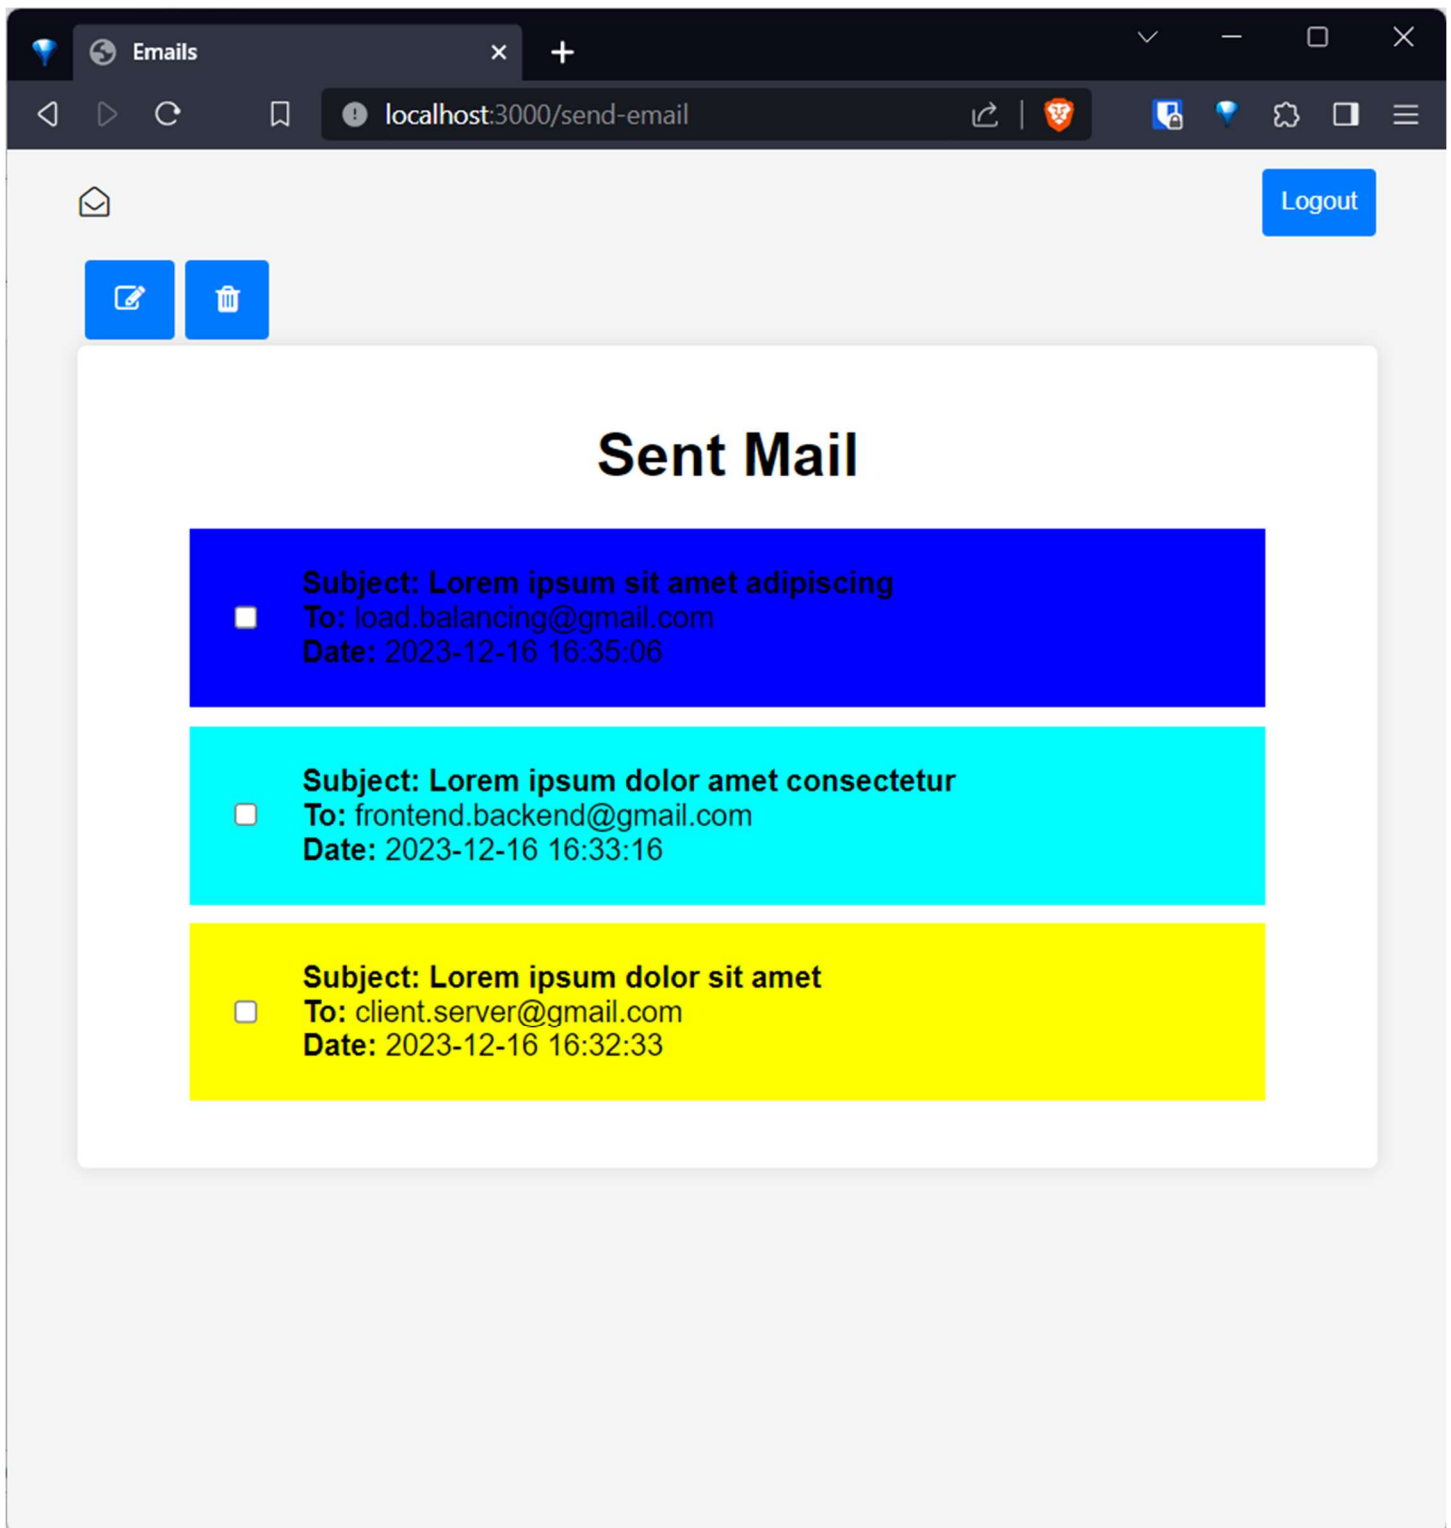 Emails
localhost:3000/send-email
Logout
Sent Mail
Subject: Lorem ipsum sit amet adipiscing
To: load.balancing@gmail.com
Date: 2023-12-16 16:35:06
Subject: Lorem ipsum dolor amet consectetur
To: frontend.backend@gmail.com
Date: 2023-12-16 16:33:16
Subject: Lorem ipsum dolor sit amet
To: client.server@gmail.com
Date: 2023-12-16 16:32:33